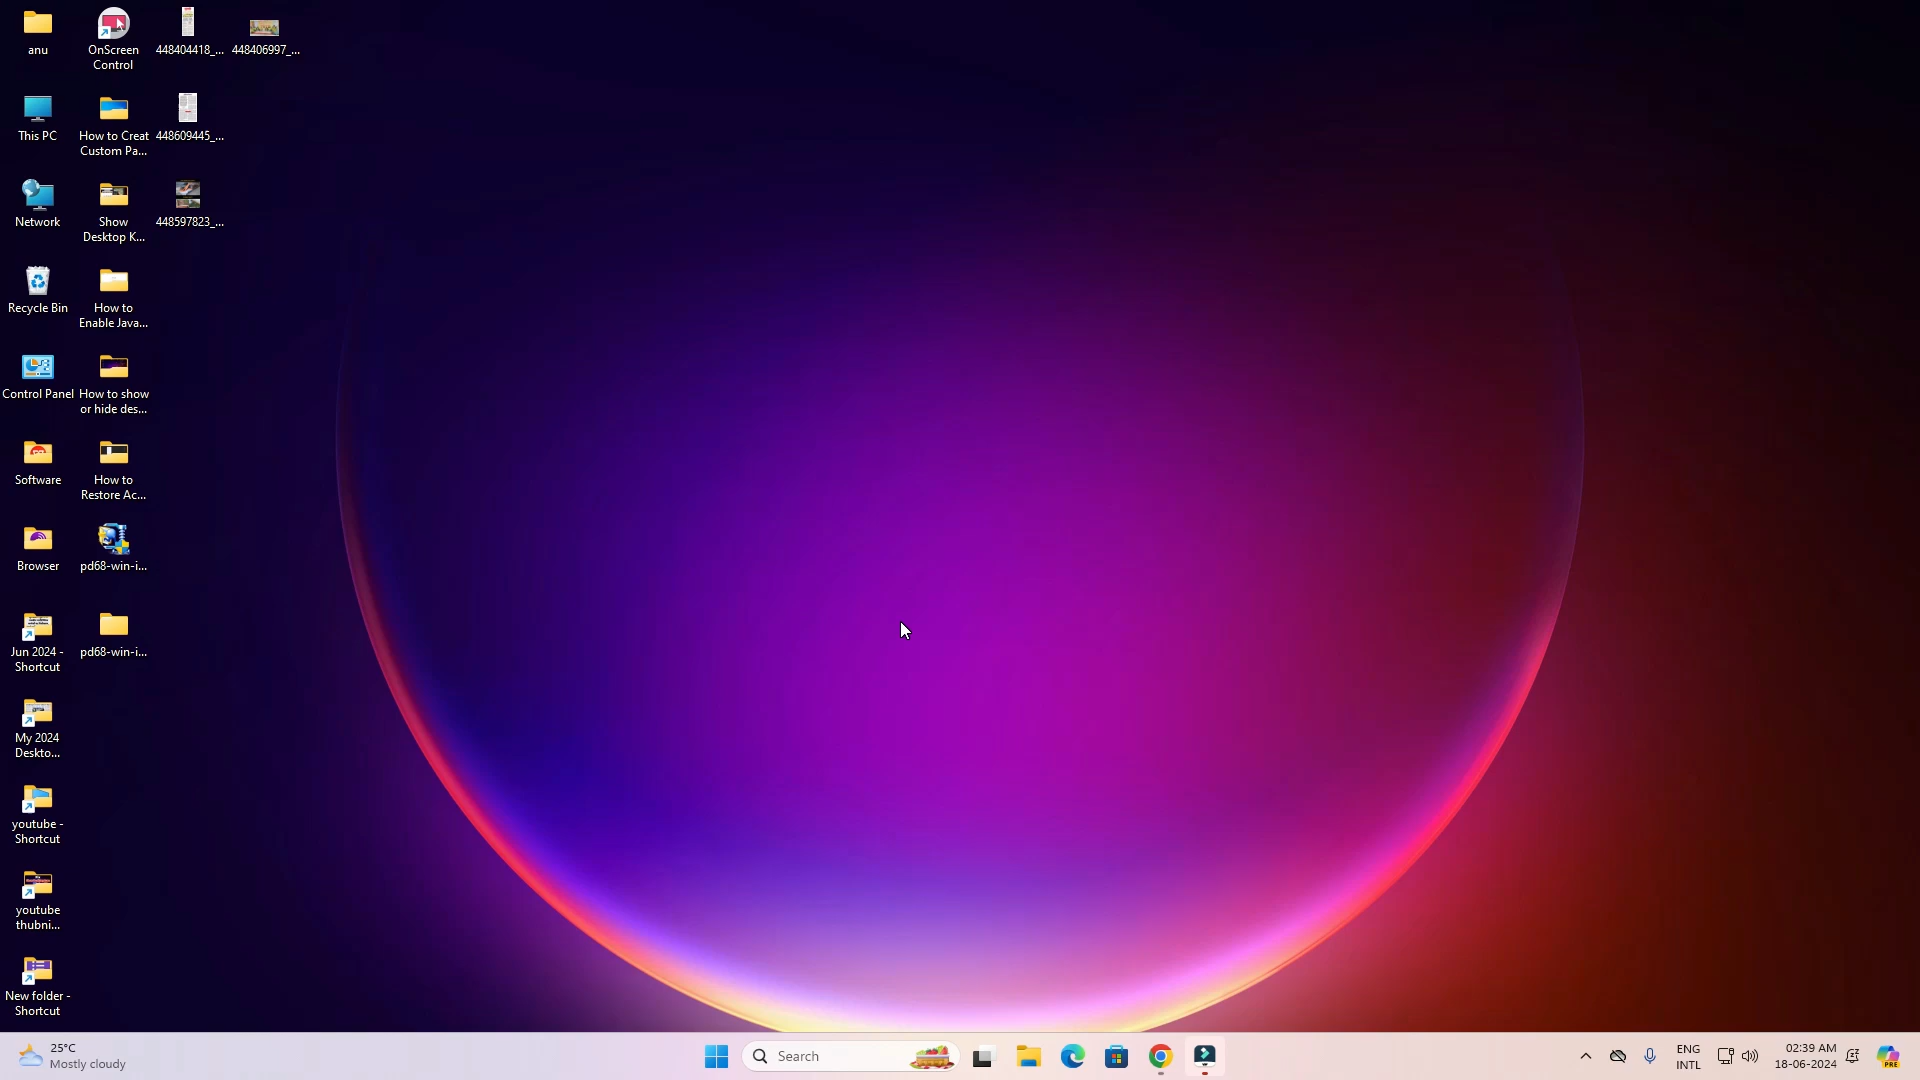 anu
OnScreen
Control
448404418_...
448406997_...
This PC
How to Creat
Custom Pa...
448609445_...
Network
Show
Desktop K...
448597823_...
Recycle Bin
How to
Enable Java...
Control Panel
How to show
or hide des...
Software
How to
Restore Ac...
Browser
pd68-win-i...
Jun 2024 -
Shortcut
pd68-win-i...
My 2024
Deskto...
youtube -
Shortcut
youtube
thubni...
New folder -
Shortcut
25°C
Mostly cloudy
Search
ENG
INTL
02:39 AM
18-06-2024
PRE